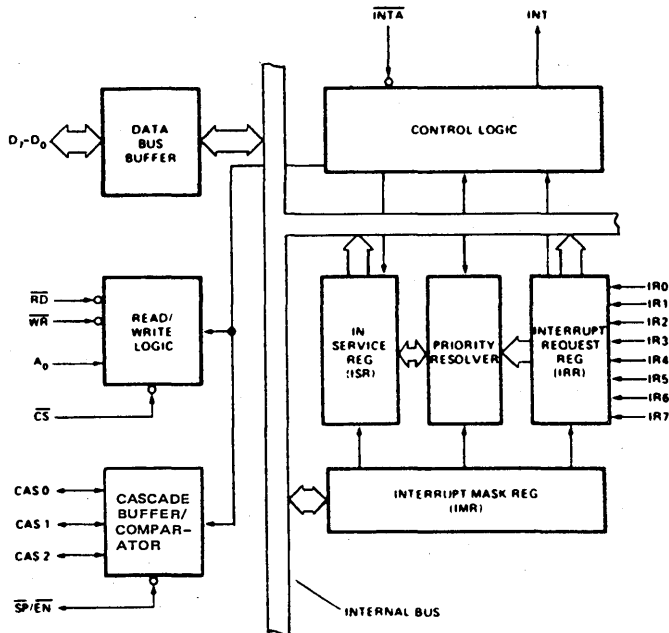 INTA
INT
DATA
BUS
BUFFER
D7-D0
CONTROL LOGIC
RD
WR
A0
CS
READ/
WRITE
LOGIC
IN
SERVICE
REG
(ISR)
PRIORITY
RESOLVER
INTERRUPT
REQUEST
REG
(IRR)
IR0
IR1
IR2
IR3
IR4
IR5
IR6
IR7
CAS 0
CAS 1
CAS 2
CASCADE
BUFFER/
COMPAR-
ATOR
SP/EN
INTERRUPT MASK REG
(IMR)
INTERNAL BUS